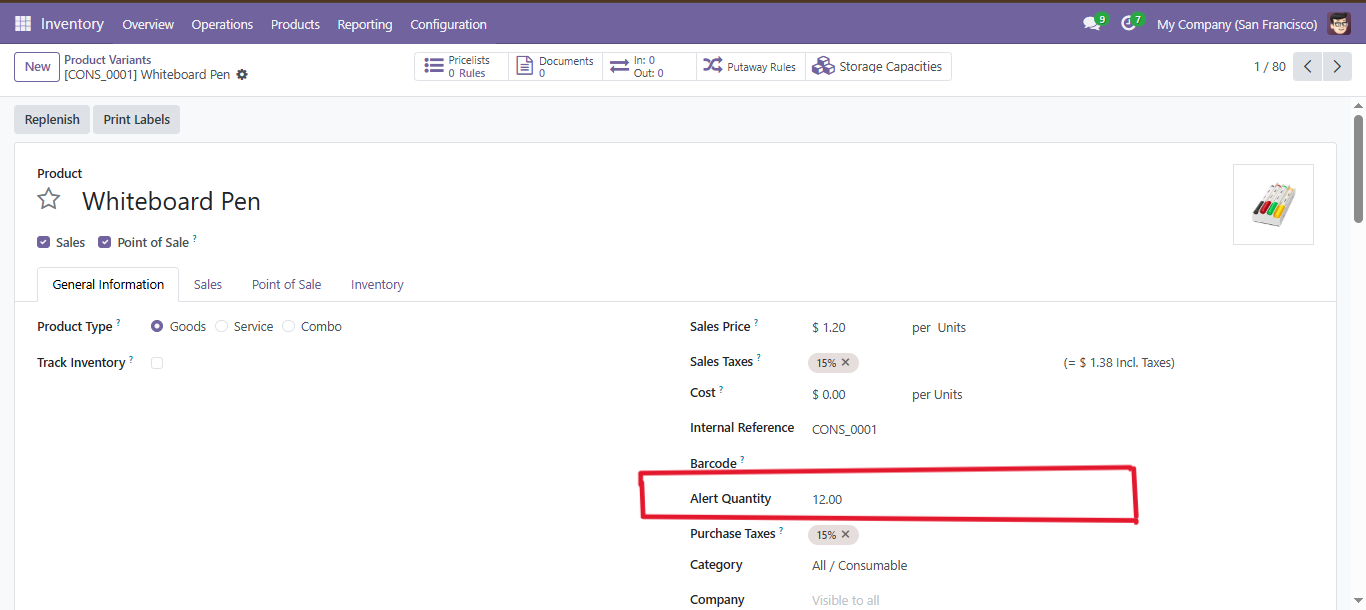 Inventory Overview Operations Products Reporting Configuration 9 7 My Company (San Francisco)
New Product Variants
[CONS_0001] Whiteboard Pen
Pricelists
0 Rules
Documents
0
In: 0
Out: 0
Putaway Rules
Storage Capacities
1 / 80
Replenish Print Labels
Product
Whiteboard Pen
Sales Point of Sale ?
General Information Sales Point of Sale Inventory
Product Type ? Goods Service Combo
Track Inventory ?
Sales Price ? $ 1.20 per Units
Sales Taxes ? 15% (= $ 1.38 Incl. Taxes)
Cost ? $ 0.00 per Units
Internal Reference CONS_0001
Barcode ?
Alert Quantity 12.00
Purchase Taxes ? 15%
Category All / Consumable
Company Visible to all